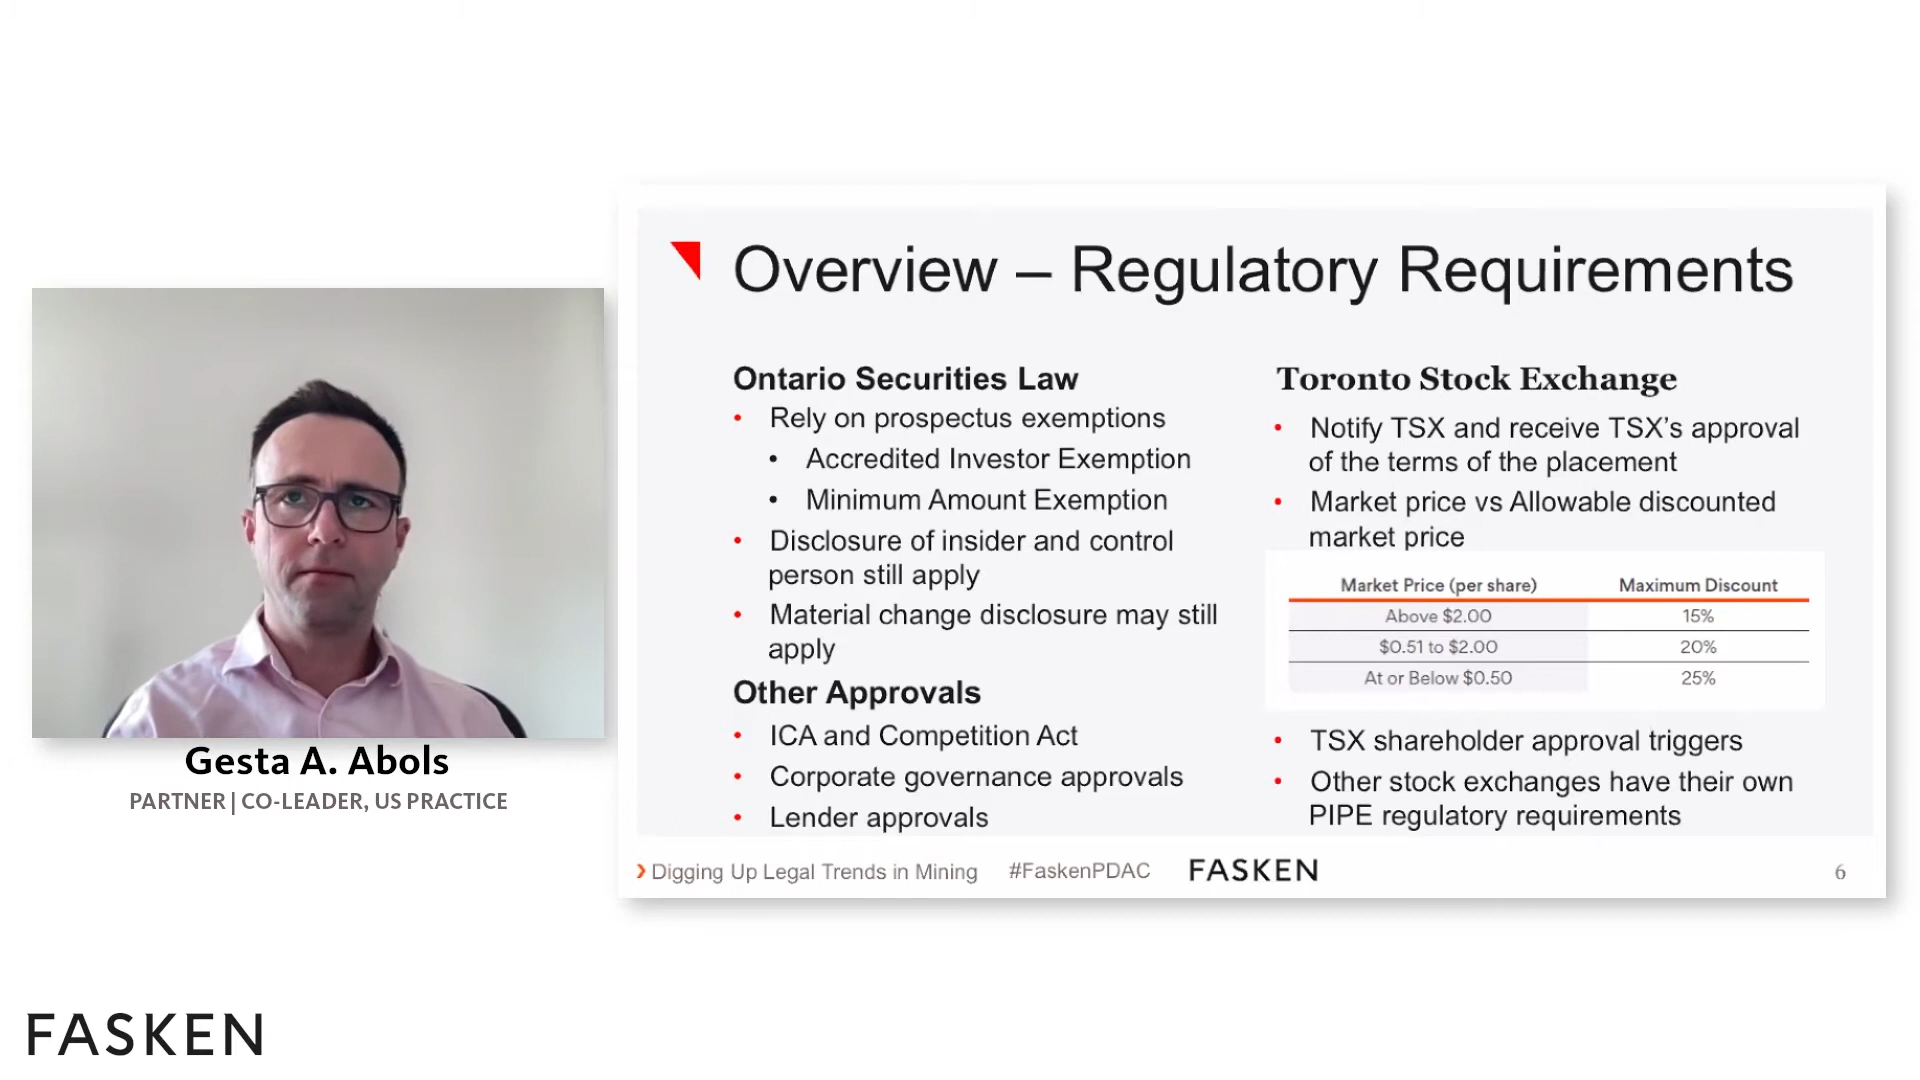 Overview – Regulatory Requirements
Ontario Securities Law
• Rely on prospectus exemptions
• Accredited Investor Exemption
• Minimum Amount Exemption
• Disclosure of insider and control
person still apply
• Material change disclosure may still
apply
Other Approvals
• ICA and Competition Act
• Corporate governance approvals
• Lender approvals
Toronto Stock Exchange
• Notify TSX and receive TSX’s approval
of the terms of the placement
• Market price vs Allowable discounted
market price
Market Price (per share) Maximum Discount
Above $2.00 15%
$0.51 to $2.00 20%
At or Below $0.50 25%
• TSX shareholder approval triggers
• Other stock exchanges have their own
PIPE regulatory requirements
Digging Up Legal Trends in Mining #FaskenPDAC FASKEN 6
Gesta A. Abols
PARTNER | CO-LEADER, US PRACTICE
FASKEN